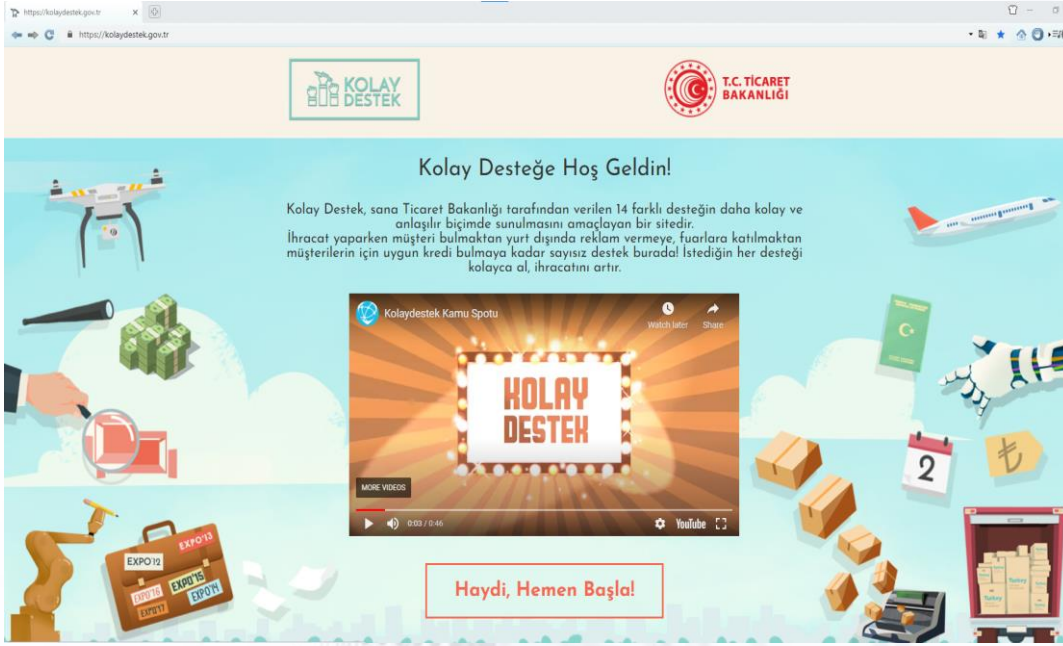 https://kolaydestek.gov.tr
https://kolaydestek.gov.tr
KOLAY
DESTEK
T.C. TİCARET
BAKANLIĞI
Kolay Desteğe Hoş Geldin!
Kolay Destek, sana Ticaret Bakanlığı tarafından verilen 14 farklı desteğin daha kolay ve
anlaşılır biçimde sunulmasını amaçlayan bir sitedir.
İhracat yaparken müşteri bulmaktan yurt dışında reklam vermeye, fuarlara katılmaktan
müşterilerin için uygun kredi bulmaya kadar sayısız destek burada! İstediğin her desteği
kolayca al, ihracatını artır.
Kolaydestek Kamu Spotu
Watch later
Share
KOLAY
DESTEK
MORE VIDEOS
0:03 / 0:46
YouTube
2
EXPO'13
EXPO'12
EXPO'15
EXPO'16
EXPO'14
EXPO'17
Turkey
Turkey
Haydi, Hemen Başla!